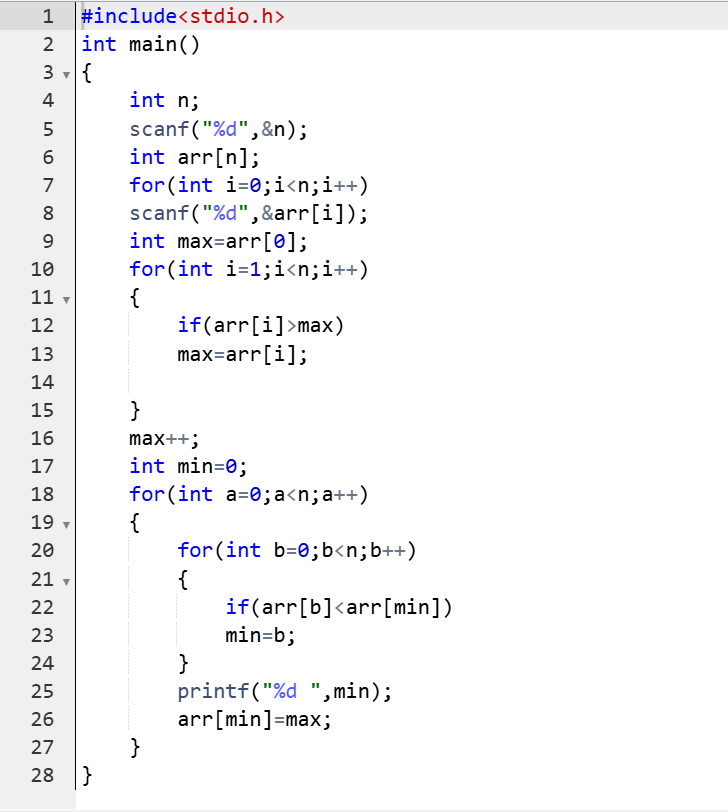 1 #include<stdio.h>
2 int main()
3 {
4 int n;
5 scanf("%d",&n);
6 int arr[n];
7 for(int i=0;i<n;i++)
8 scanf("%d",&arr[i]);
9 int max=arr[0];
10 for(int i=1;i<n;i++)
11 {
12 if(arr[i]>max)
13 max=arr[i];
14
15 }
16 max++;
17 int min=0;
18 for(int a=0;a<n;a++)
19 {
20 for(int b=0;b<n;b++)
21 {
22 if(arr[b]<arr[min])
23 min=b;
24 }
25 printf("%d ",min);
26 arr[min]=max;
27 }
28 }